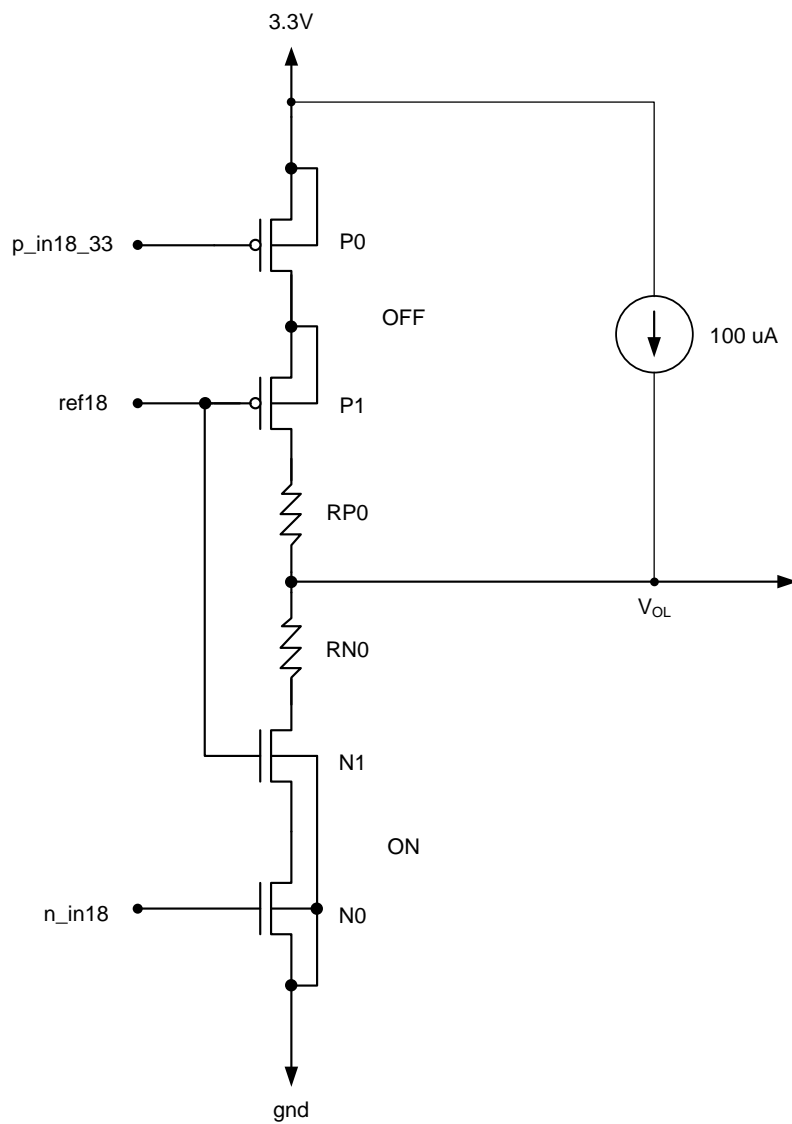 3.3V
p_in18_33
P0
OFF
100 uA
ref18
P1
RP0
VOL
RN0
N1
ON
n_in18
N0
gnd